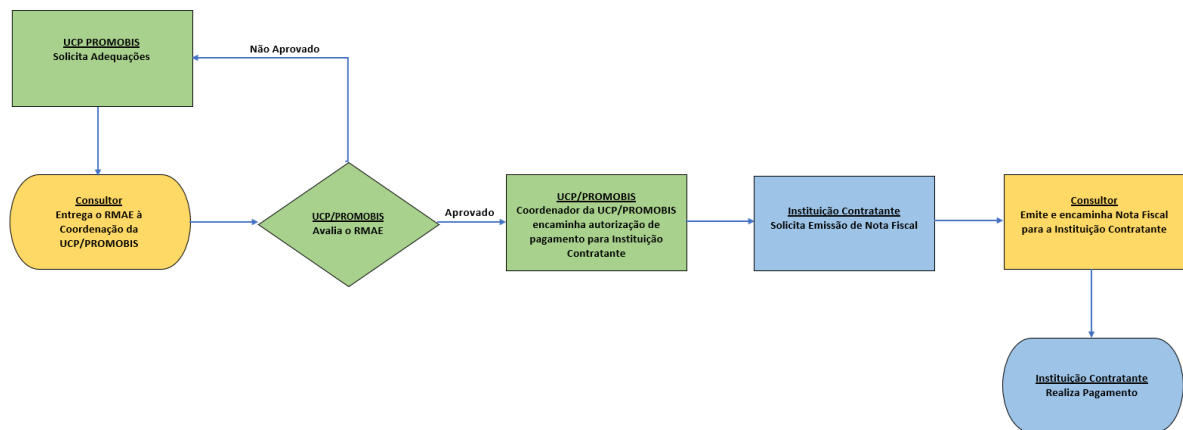 UCP PROMOBIS
Solicita Adequações
Não Aprovado
Consultor
Entrega o RMAE à
Coordenação da
UCP/PROMOBIS
UCP/PROMOBIS
Avalia o RMAE
Aprovado
UCP/PROMOBIS
Coordenador da UCP/PROMOBIS
encaminha autorização de
pagamento para Instituição
Contratante
Instituição Contratante
Solicita Emissão de Nota Fiscal
Consultor
Emite e encaminha Nota Fiscal
para a Instituição Contratante
Instituição Contratante
Realiza Pagamento